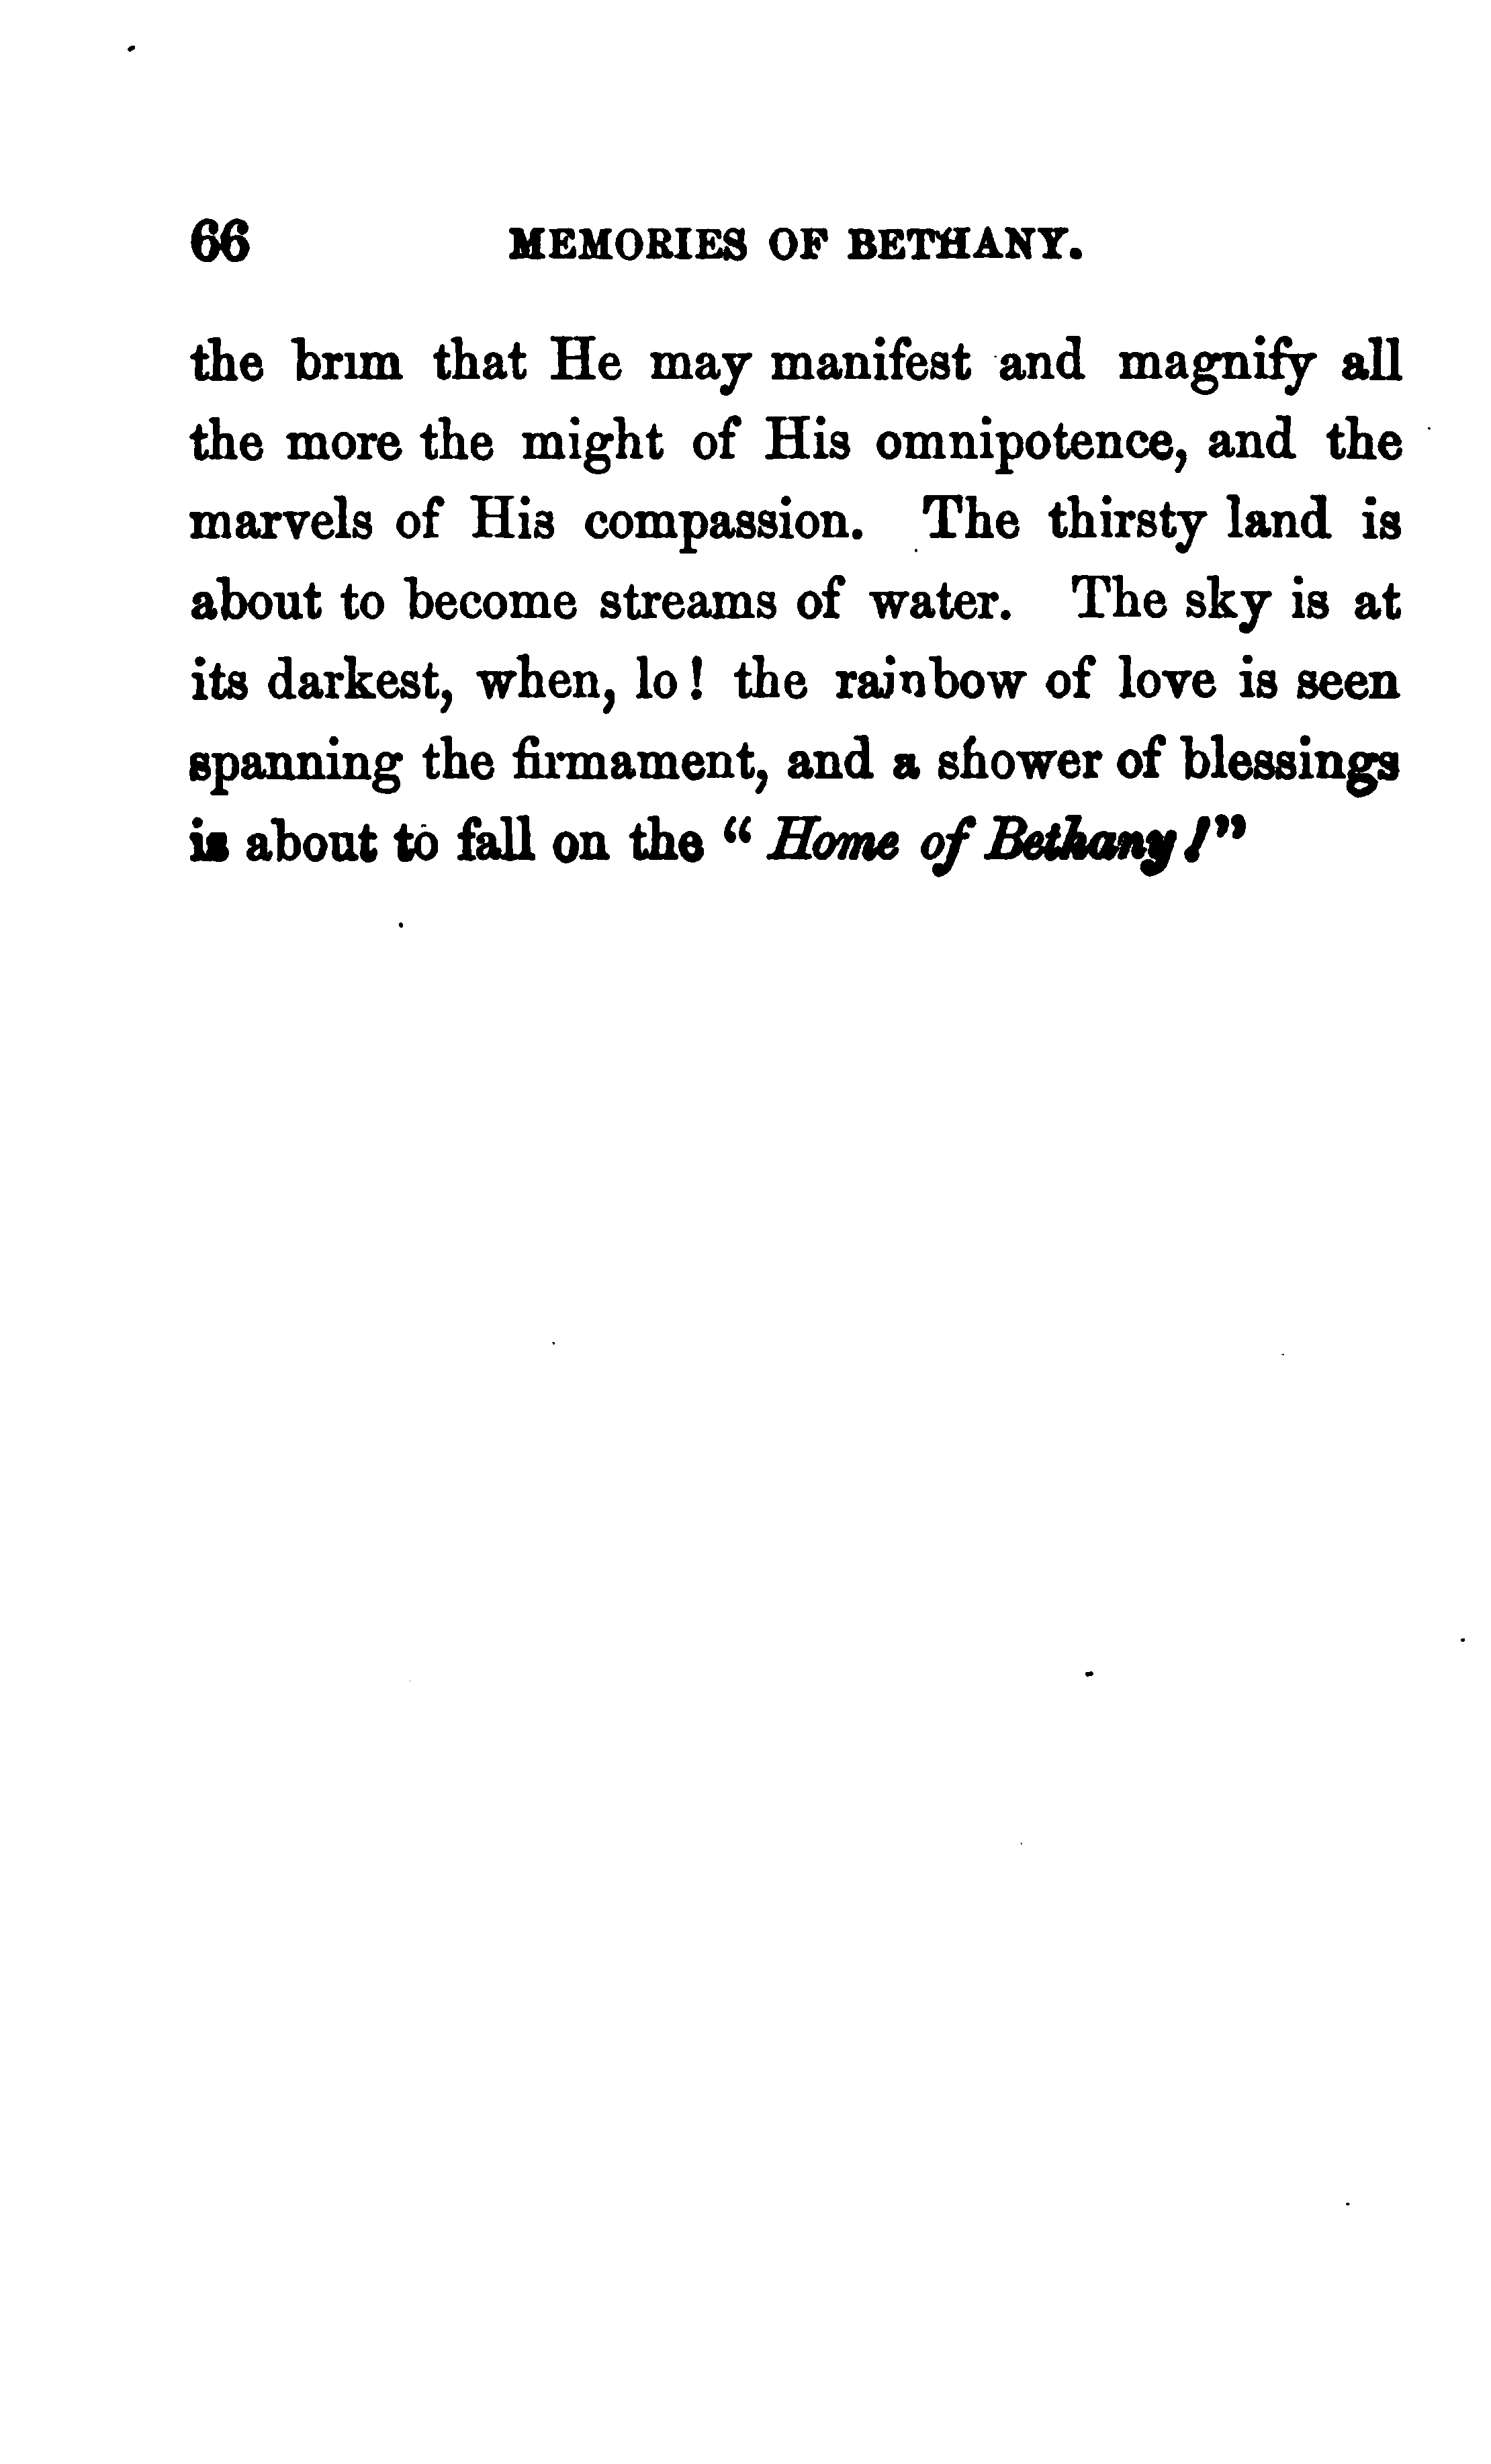 66 MEMORIES OF BETHANY.
the brim that He may manifest and magnify all
the more the might of His omnipotence, and the
marvels of His compassion. The thirsty land is
about to become streams of water. The sky is at
its darkest, when, lo! the rainbow of love is seen
spanning the firmament, and a shower of blessings
is about to fall on the “Home of Bethany!”